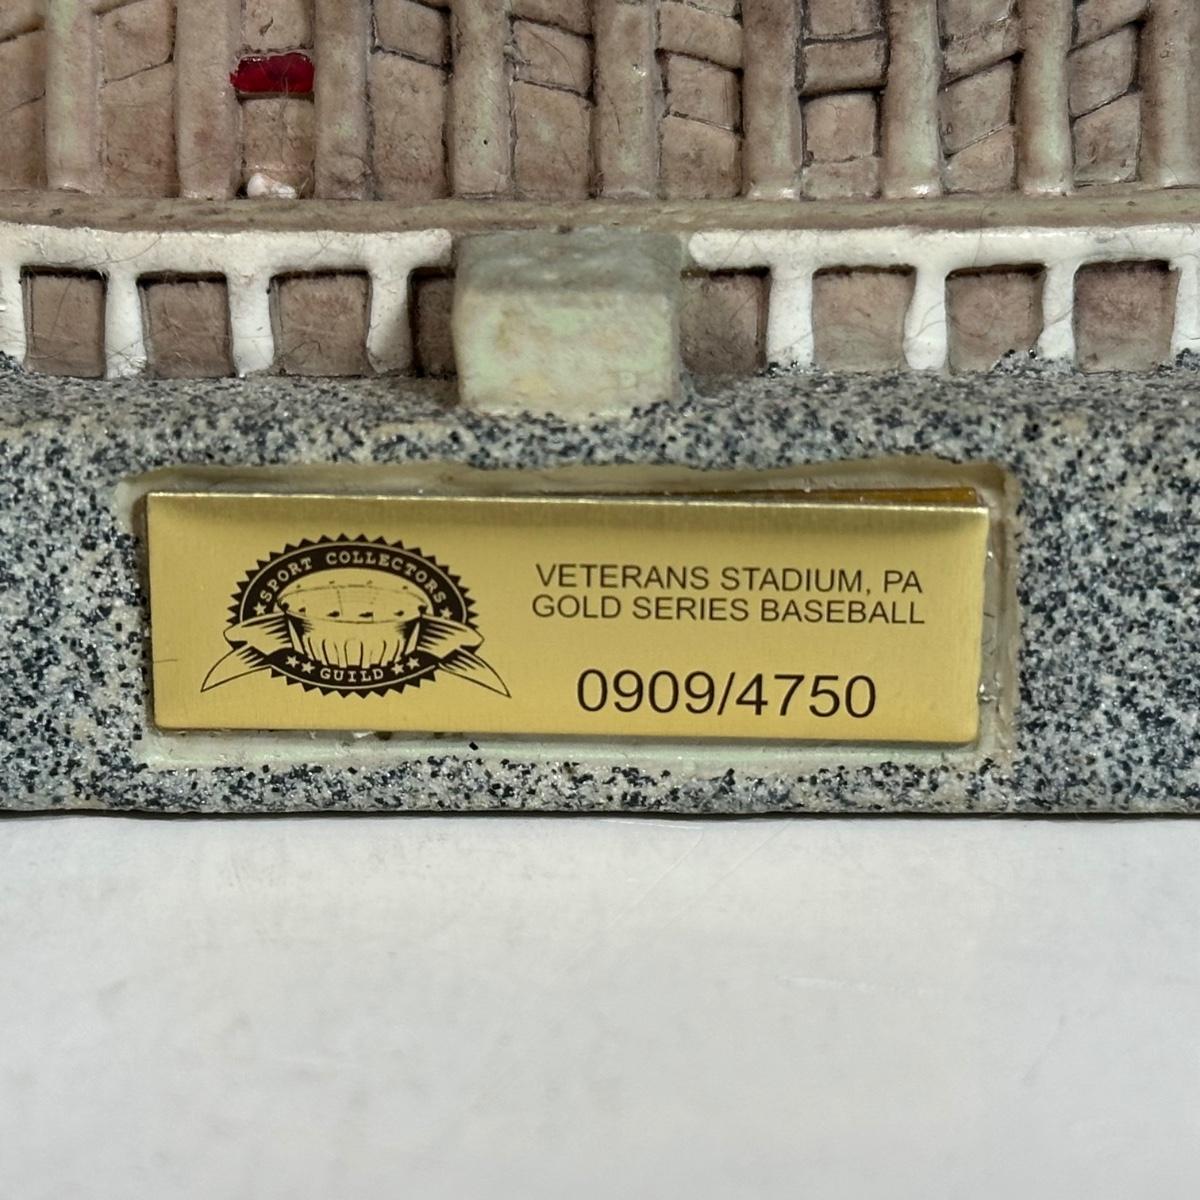 SPORT COLLECTORS
GUILD
VETERANS STADIUM, PA
GOLD SERIES BASEBALL
0909/4750